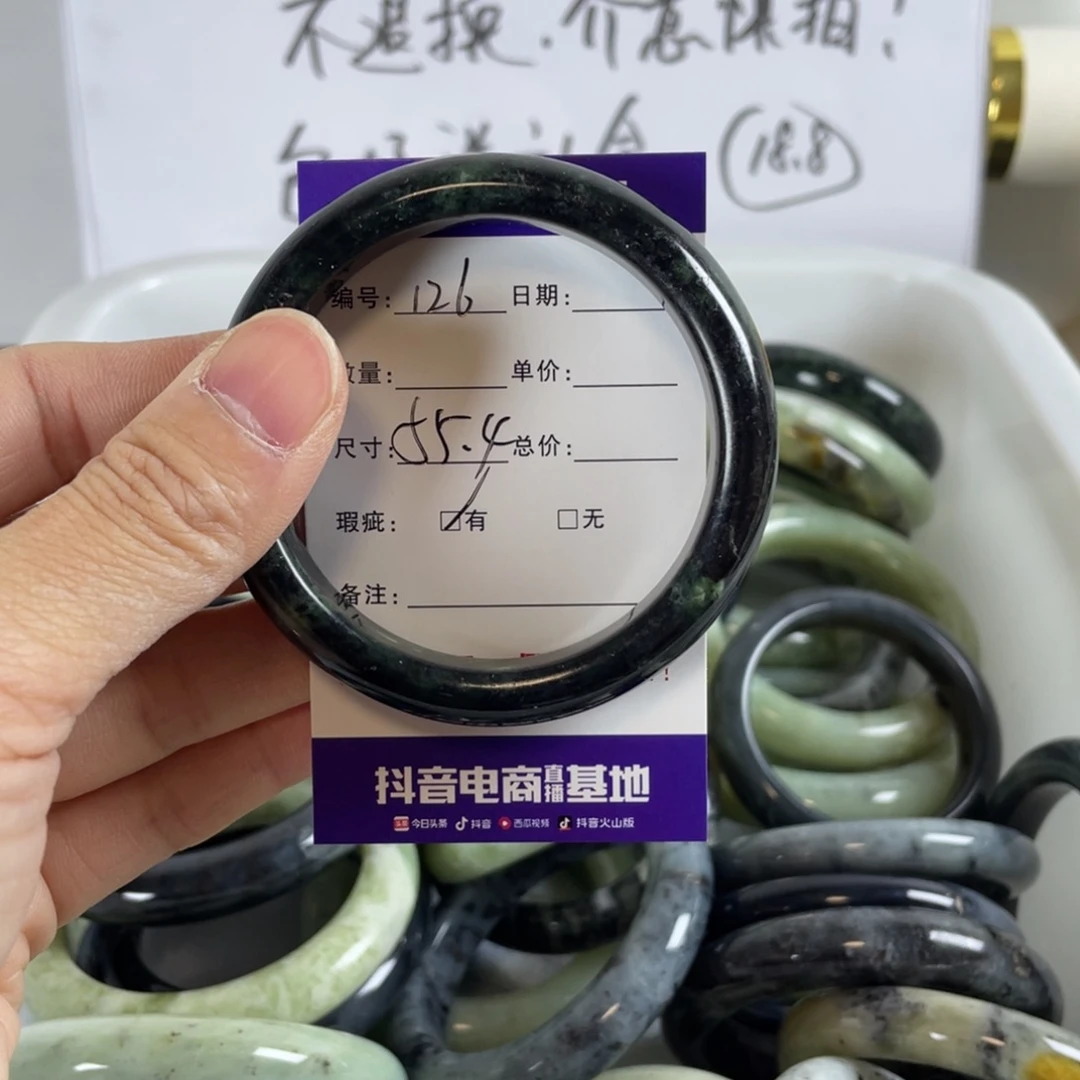 不退换.介意慎拍！
18.8
编号: 126 日期:
数量: 单价:
尺寸: 55.4 总价:
瑕疵: ☑有 □无
备注:
抖音电商直播基地
头条 今日头条 抖音 西瓜视频 抖音火山版